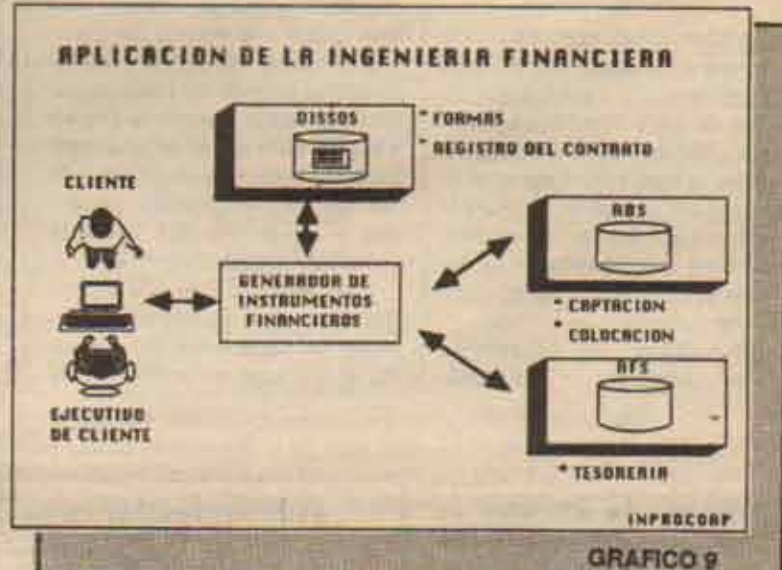 APLICACION DE LA INGENIERIA FINANCIERA
DISSOS
* FORMAS
* REGISTRO DEL CONTRATO
CLIENTE
GENERADOR DE
INSTRUMENTOS
FINANCIEROS
EJECUTIVO
DE CLIENTE
ABS
* CAPTACION
* COLOCACION
AFS
* TESORERIA
INPROCORP
GRAFICO 9